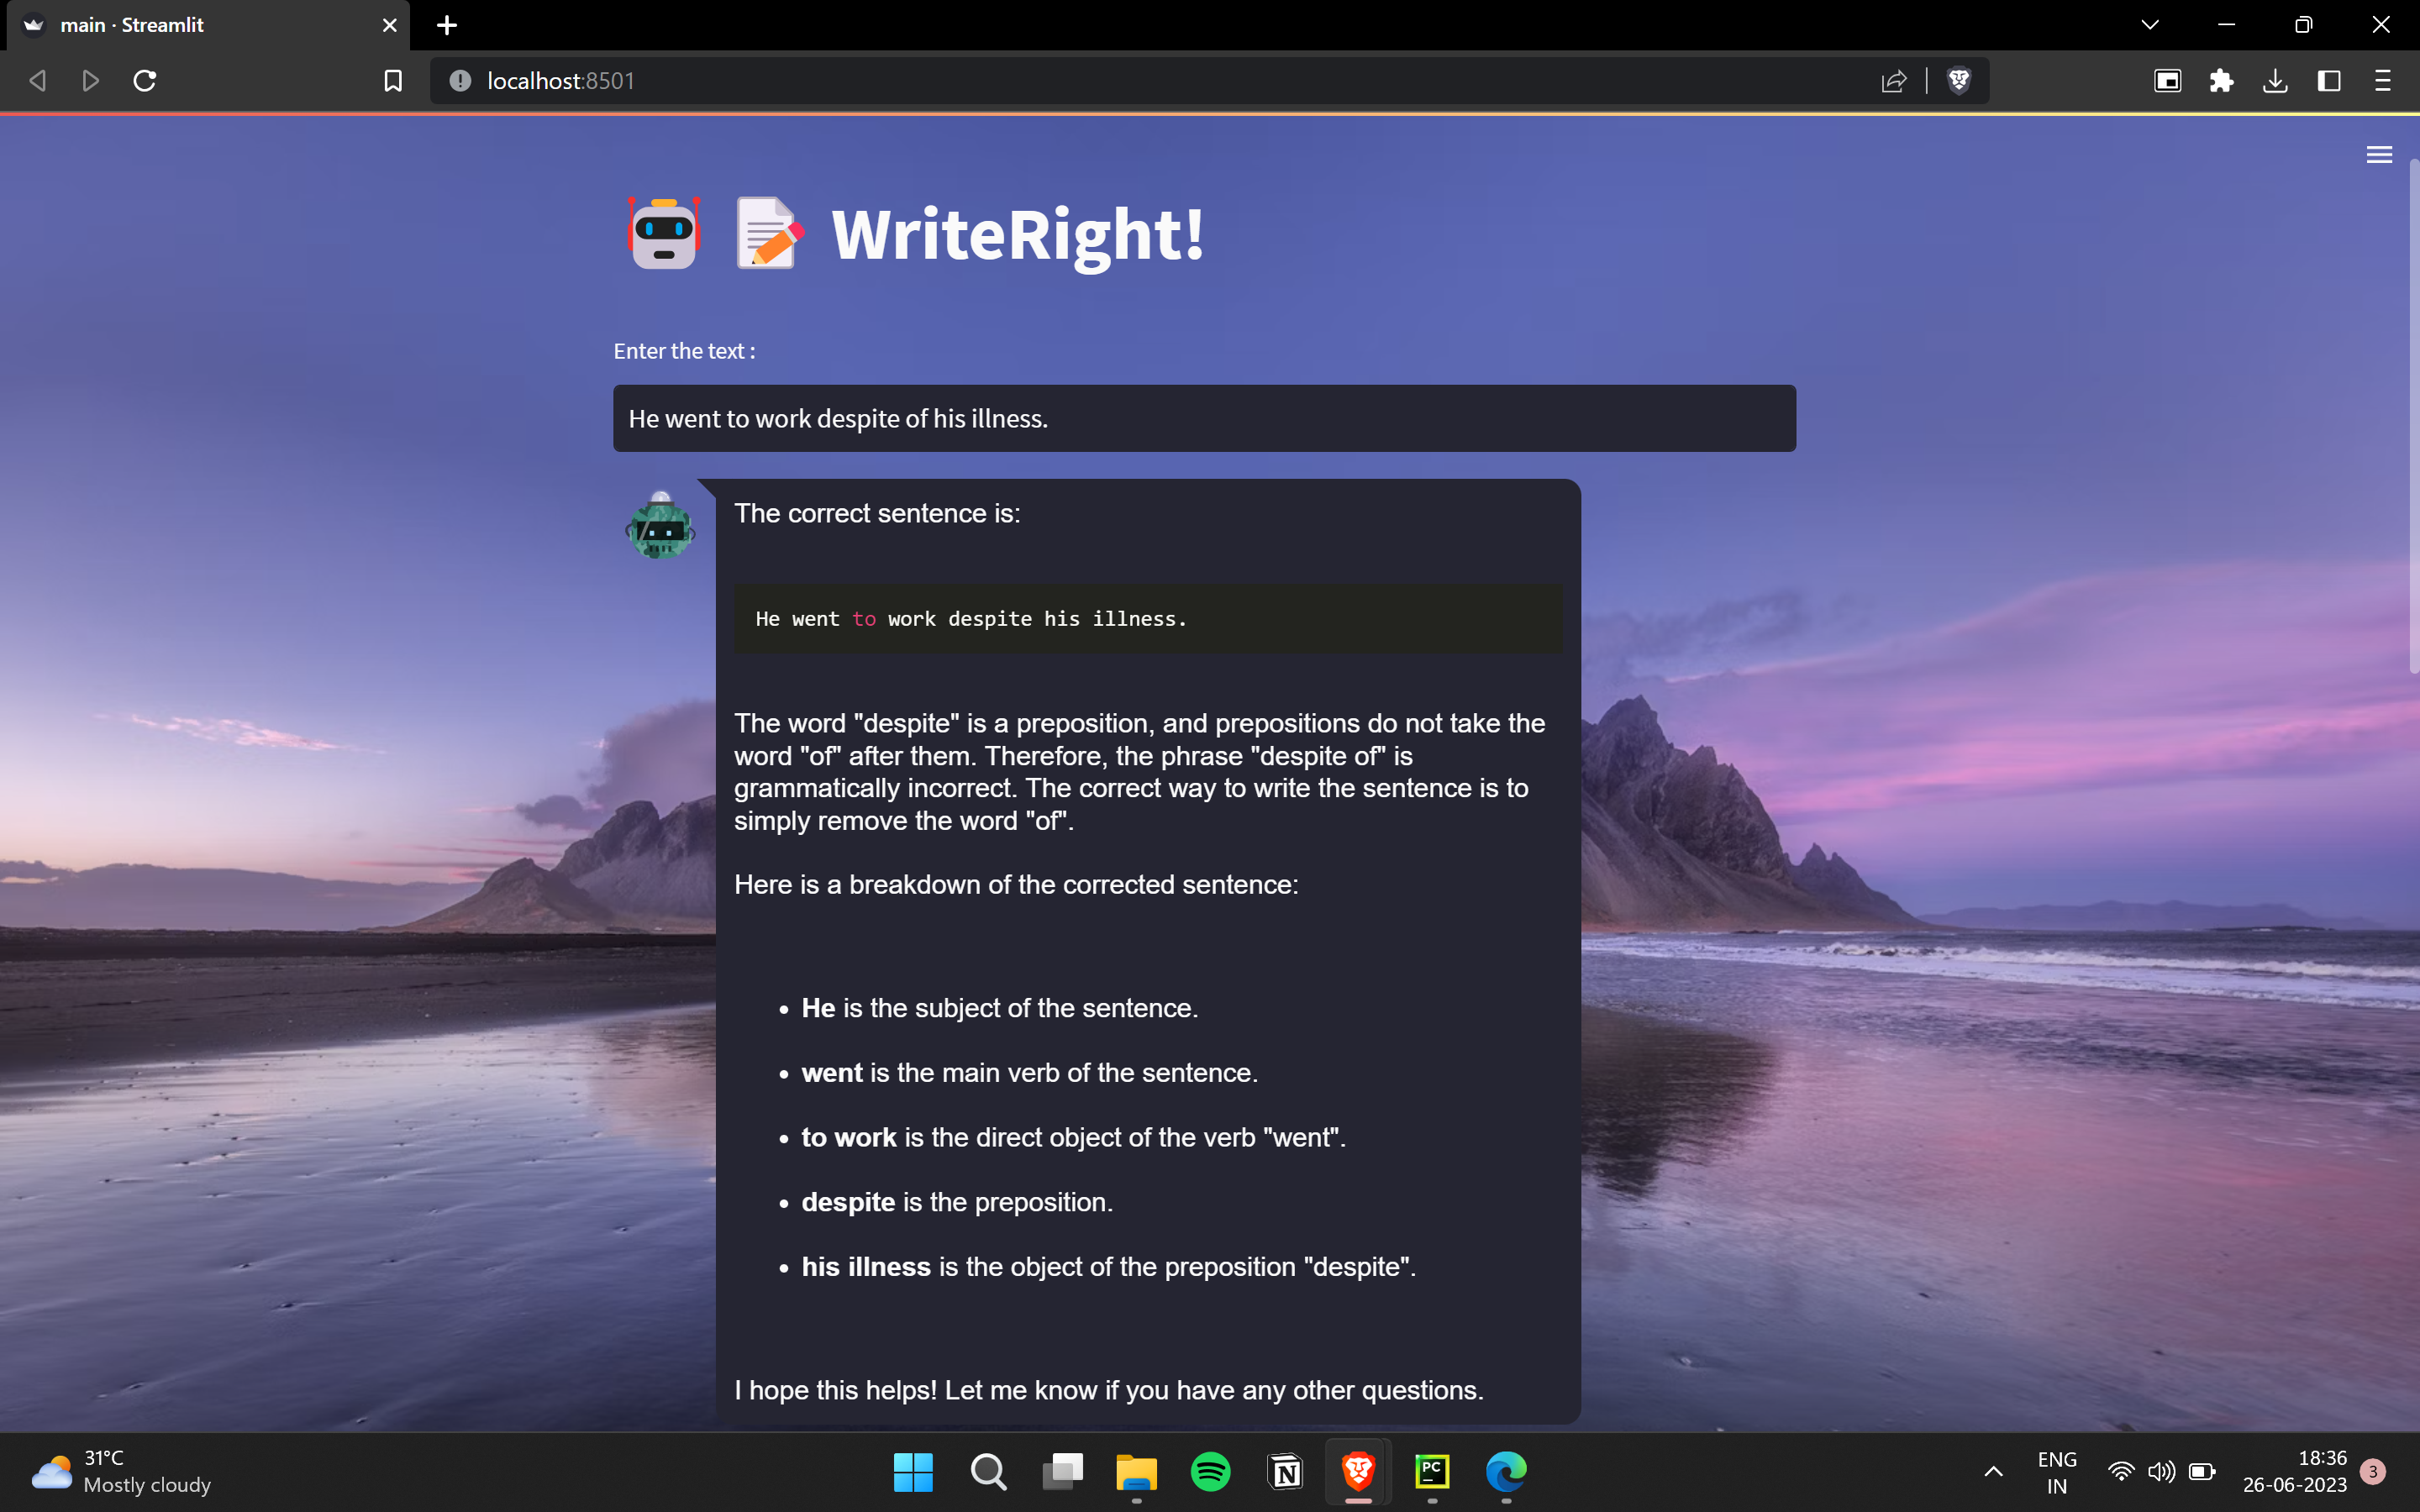 main · Streamlit
localhost:8501
WriteRight!
Enter the text :
He went to work despite of his illness.
The correct sentence is:
He went to work despite his illness.
The word "despite" is a preposition, and prepositions do not take the
word "of" after them. Therefore, the phrase "despite of" is
grammatically incorrect. The correct way to write the sentence is to
simply remove the word "of".
Here is a breakdown of the corrected sentence:
• He is the subject of the sentence.
• went is the main verb of the sentence.
• to work is the direct object of the verb "went".
• despite is the preposition.
• his illness is the object of the preposition "despite".
I hope this helps! Let me know if you have any other questions.
31°C
Mostly cloudy
N
PC
ENG
IN
18:36
26-06-2023
3